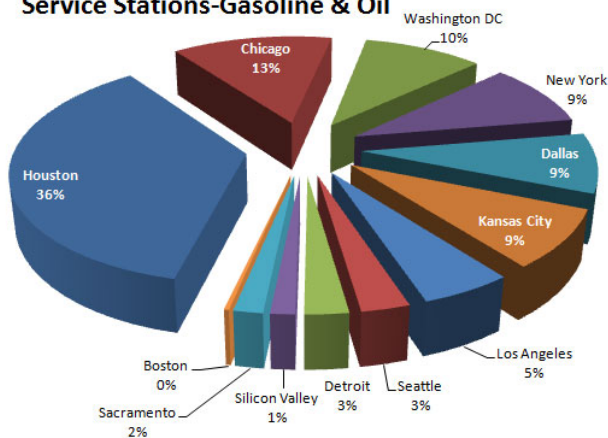 Service Stations-Gasoline & Oil
Washington DC
10%
Chicago
13%
New York
9%
Dallas
9%
Houston
36%
Kansas City
9%
Los Angeles
5%
Boston
0%
Silicon Valley
1%
Detroit
3%
Seattle
3%
Sacramento
2%